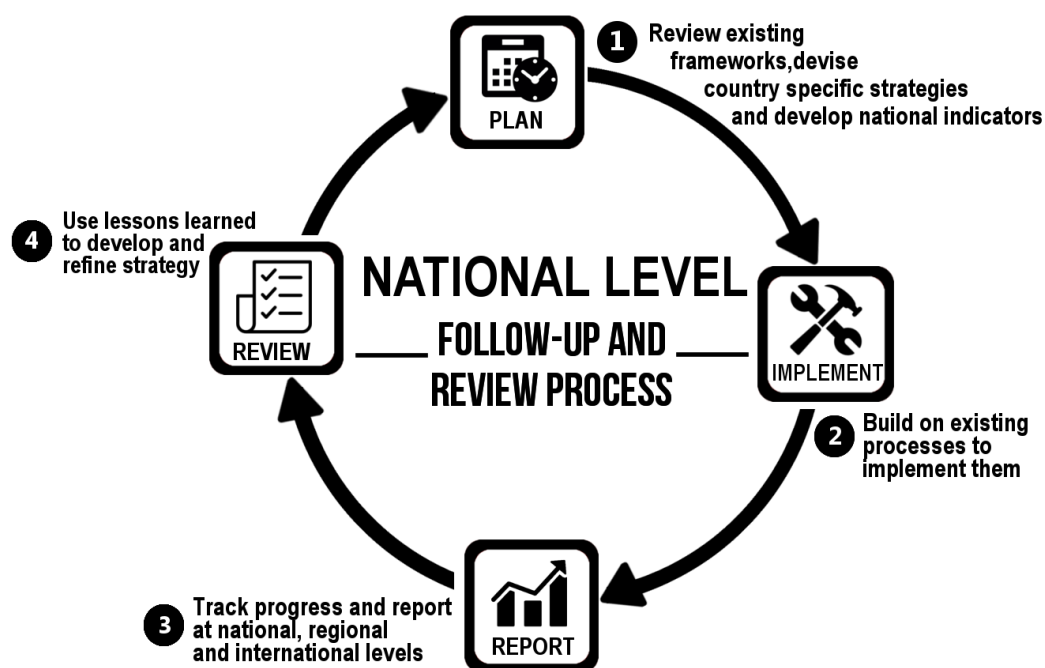 PLAN
1
Review existing
frameworks,devise
country specific strategies
and develop national indicators
4
Use lessons learned
to develop and
refine strategy
REVIEW
NATIONAL LEVEL
FOLLOW-UP AND
REVIEW PROCESS
IMPLEMENT
2
Build on existing
processes to
implement them
3
Track progress and report
at national, regional
and international levels
REPORT